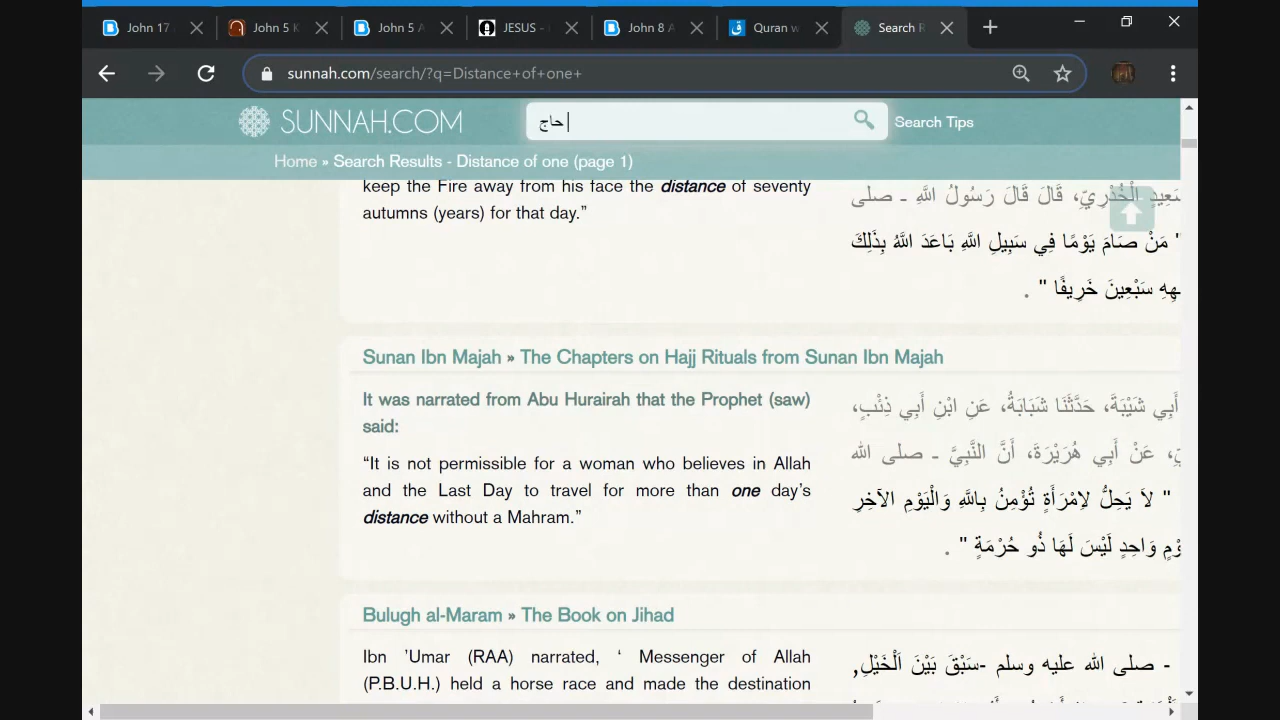 John 17
John 5 K
John 5 A
JESUS -
John 8 A
Quran w
Search R
sunnah.com/search/?q=Distance+of+one+
SUNNAH.COM
حاج
Search Tips
Home » Search Results - Distance of one (page 1)
keep the Fire away from his face the distance of seventy
autumns (years) for that day.”
سَعِيدٍ الْخُدْرِيِّ، قَالَ قَالَ رَسُولُ اللَّهِ ـ صلى
" مَنْ صَامَ يَوْمًا فِي سَبِيلِ اللَّهِ بَاعَدَ اللَّهُ بِذَلِكَ
سَبْعِينَ خَرِيفًا " .
Sunan Ibn Majah » The Chapters on Hajj Rituals from Sunan Ibn Majah
It was narrated from Abu Hurairah that the Prophet (saw)
said:
“It is not permissible for a woman who believes in Allah
and the Last Day to travel for more than one day’s
distance without a Mahram.”
أَبِي شَيْبَةَ، حَدَّثَنَا شَبَابَةُ، عَنِ ابْنِ أَبِي ذِئْبٍ،
عَنْ أَبِي هُرَيْرَةَ، أَنَّ النَّبِيَّ ـ صلى الله
" لاَ يَحِلُّ لاِمْرَأَةٍ تُؤْمِنُ بِاللَّهِ وَالْيَوْمِ الآخِرِ
وَاحِدٍ لَيْسَ لَهَا ذُو حُرْمَةٍ " .
Bulugh al-Maram » The Book on Jihad
Ibn ’Umar (RAA) narrated, ‘ Messenger of Allah
(P.B.U.H.) held a horse race and made the destination
- صلى الله عليه وسلم -سَبْقَ بَيْنَ اَلْخَيْلِ,